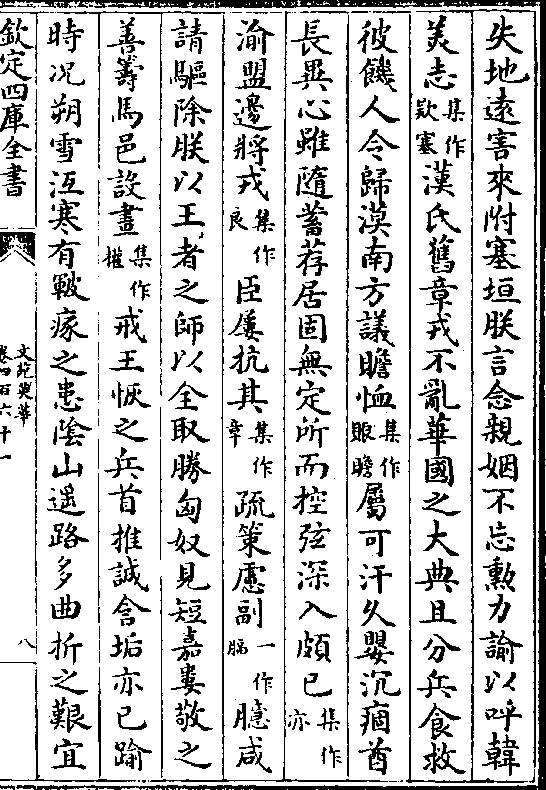 失地逺害來附塞垣朕言念親姻不忘勲力諭以呼韓
美志集作欵塞漢氏舊章戎不亂華國之大典且分兵食救
彼饑人令歸漠南方議瞻恤集作賑瞻屬可汗久嬰沉痼酋
長異心雖隨蓄荐居固無定所而控弦深入頗已集作亦
渝盟邊將戎集作良臣屢抗其集作章疏策慮副一作腷臆咸
請驅除朕以王者之師以全取勝匈奴見短嘉婁敬之
善籌馬邑設畫集作權戒王恢之兵首推誠含垢亦已踰
時况朔雪沍寒有皸瘃之患隂山遥路多曲折之艱宜
欽定四庫全書
文苑英華
卷四百六十一
八